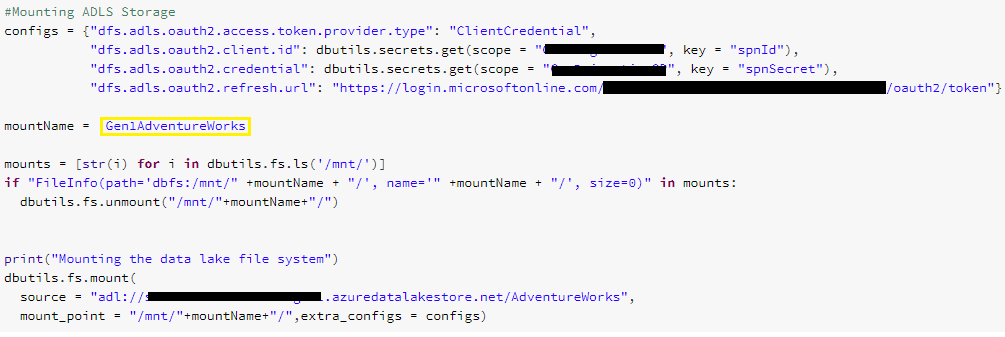 #Mounting ADLS Storage
configs = {"dfs.adls.oauth2.access.token.provider.type": "ClientCredential",
"dfs.adls.oauth2.client.id": dbutils.secrets.get(scope = " ", key = "spnId"),
"dfs.adls.oauth2.credential": dbutils.secrets.get(scope = " ", key = "spnSecret"),
"dfs.adls.oauth2.refresh.url": "https://login.microsoftonline.com/ /oauth2/token"}
mountName = Gen1AdventureWorks
mounts = [str(i) for i in dbutils.fs.ls('/mnt/')]
if "FileInfo(path='dbfs:/mnt/" +mountName + "/', name='" +mountName + "/', size=0)" in mounts:
dbutils.fs.unmount("/mnt/"+mountName+"/")
print("Mounting the data lake file system")
dbutils.fs.mount(
source = "adl:// .azuredatalakestore.net/AdventureWorks",
mount_point = "/mnt/"+mountName+"/",extra_configs = configs)